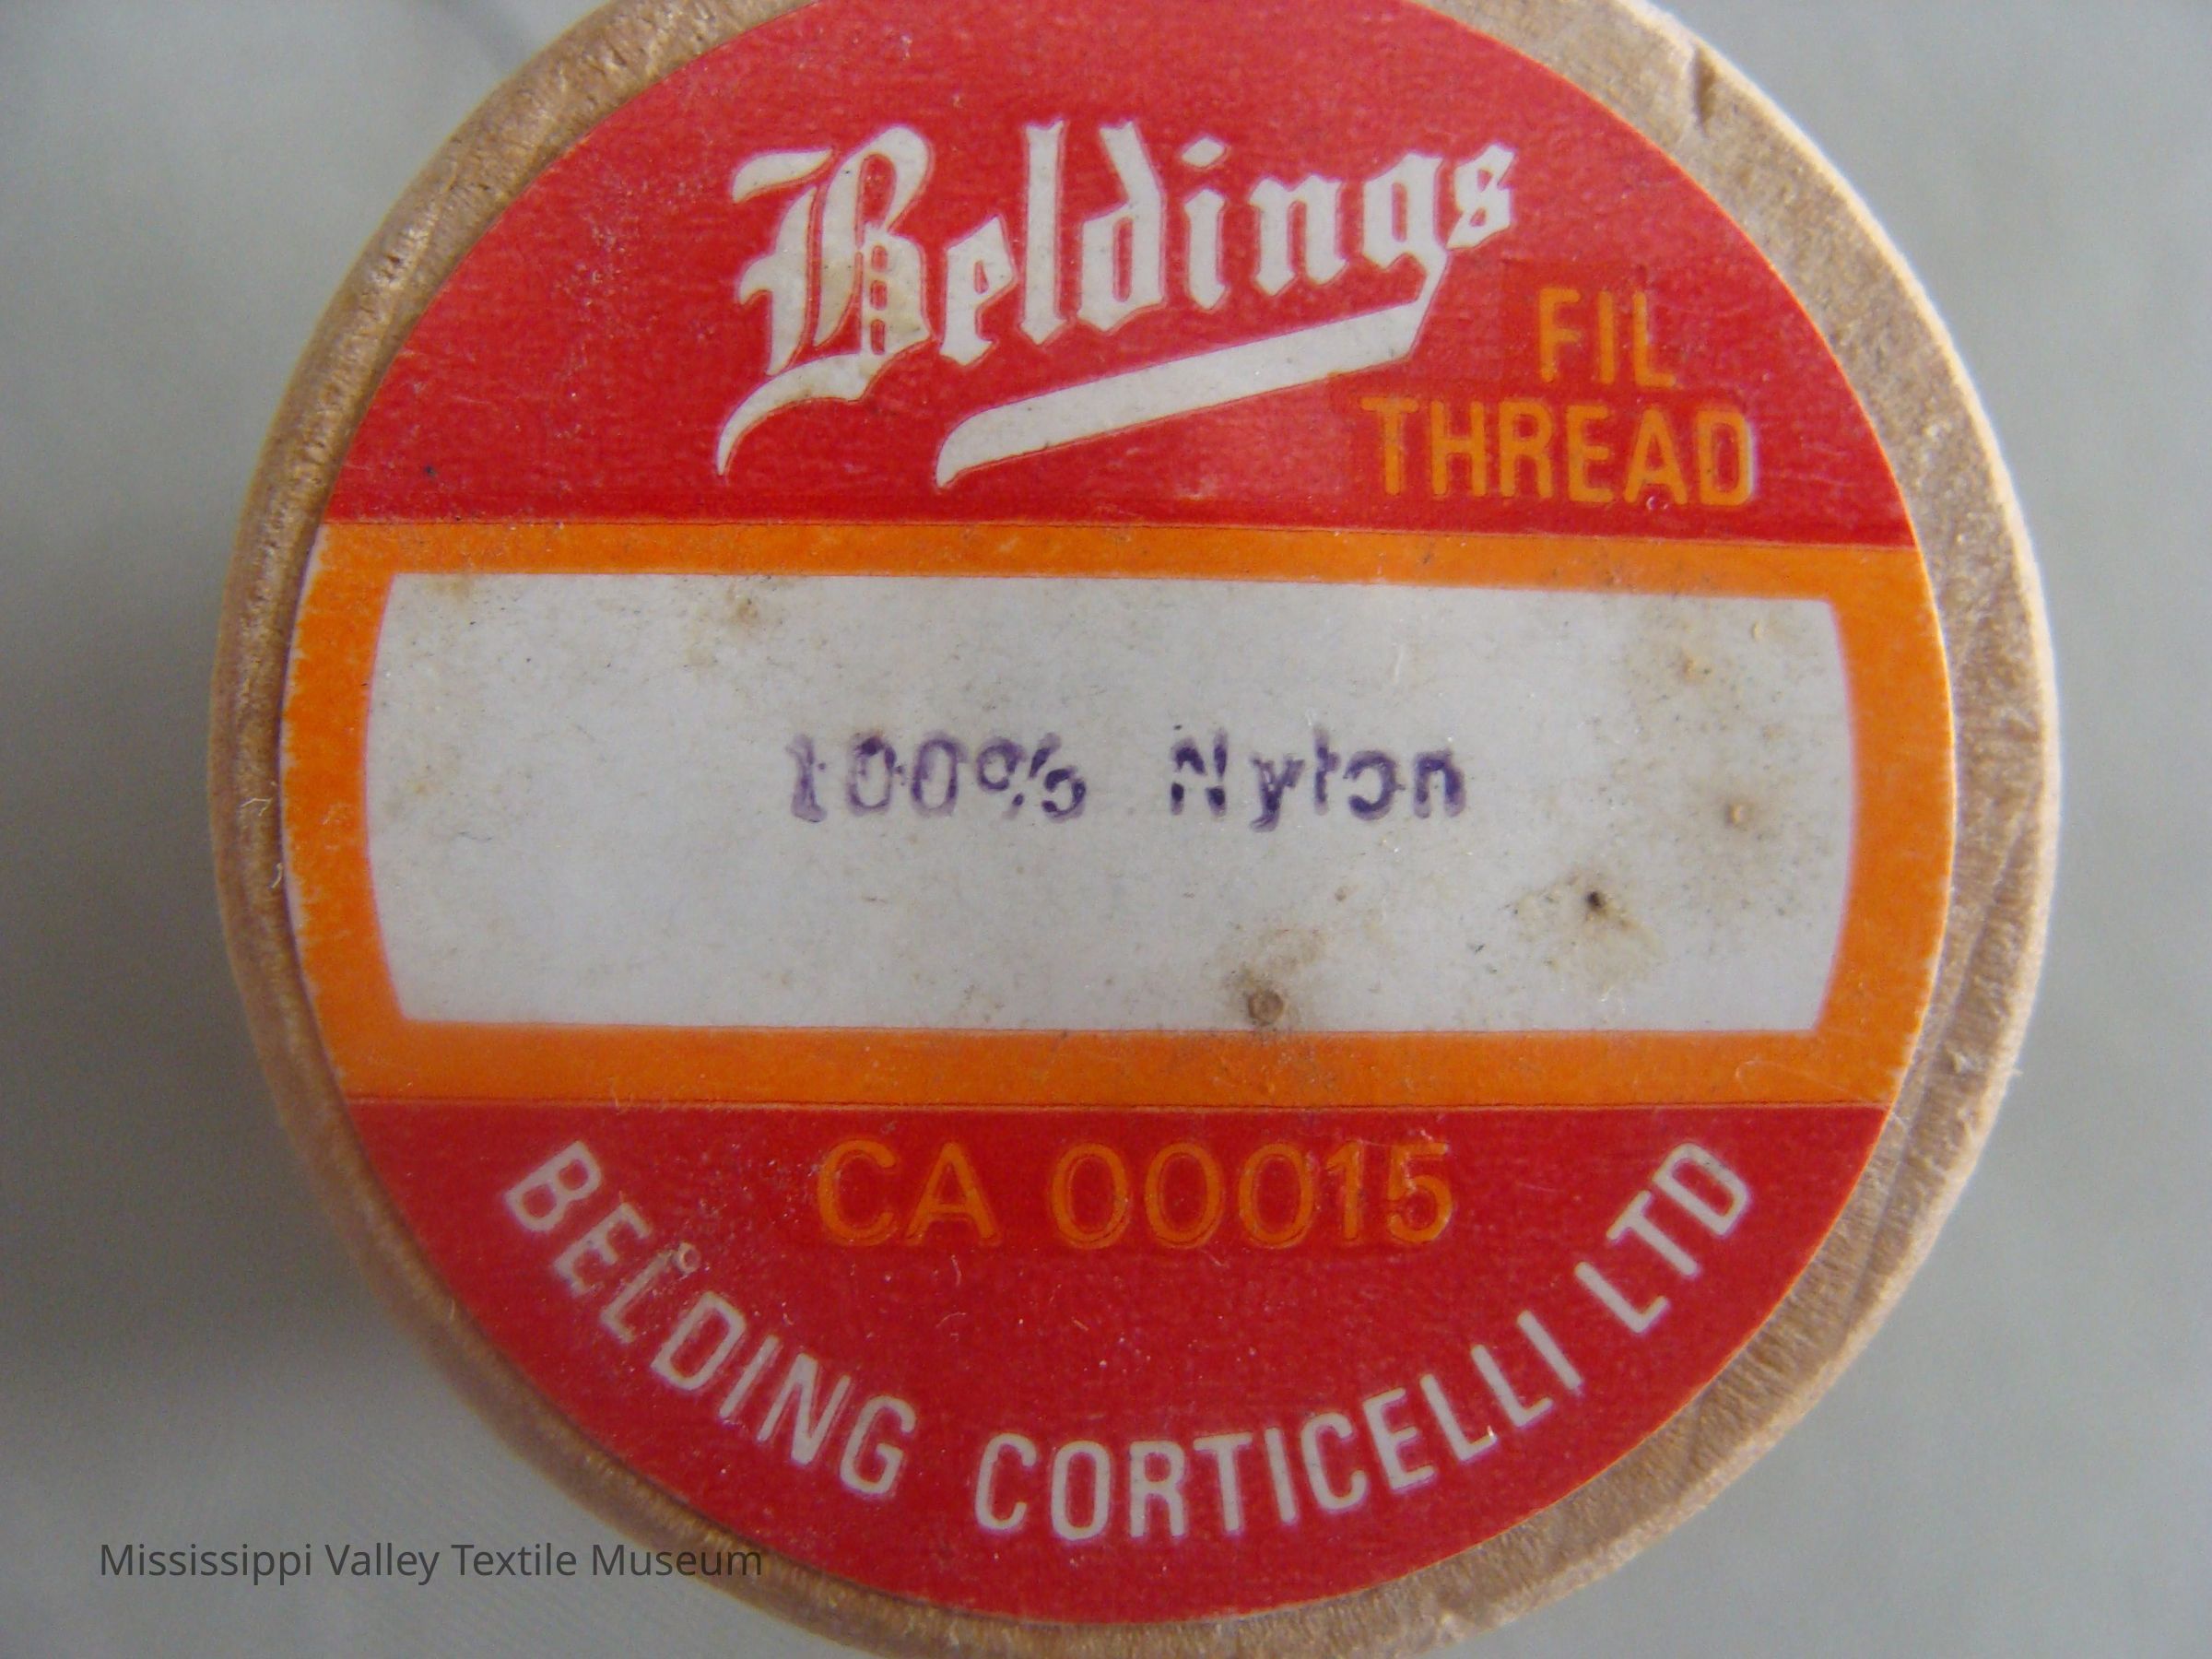 Beldings
FIL
THREAD
100% Nylon
CA 00015
BELDING CORTICELLI LTD
Mississippi Valley Textile Museum